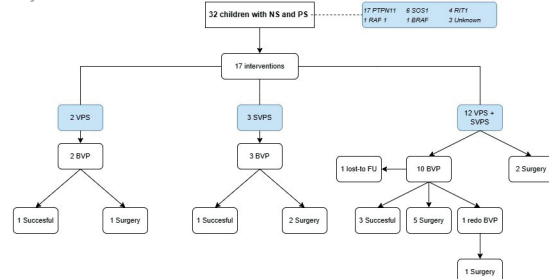 32 children with NS and PS
17 PTPN11 6 SOS1 4 RIT1
1 RAF 1 1 BRAF 3 Unknown
17 interventions
2 VPS
3 SVPS
12 VPS +
SVPS
2 BVP
3 BVP
1 lost-to FU
10 BVP
2 Surgery
1 Succesful
1 Surgery
1 Succesful
2 Surgery
3 Succesful
5 Surgery
1 redo BVP
1 Surgery